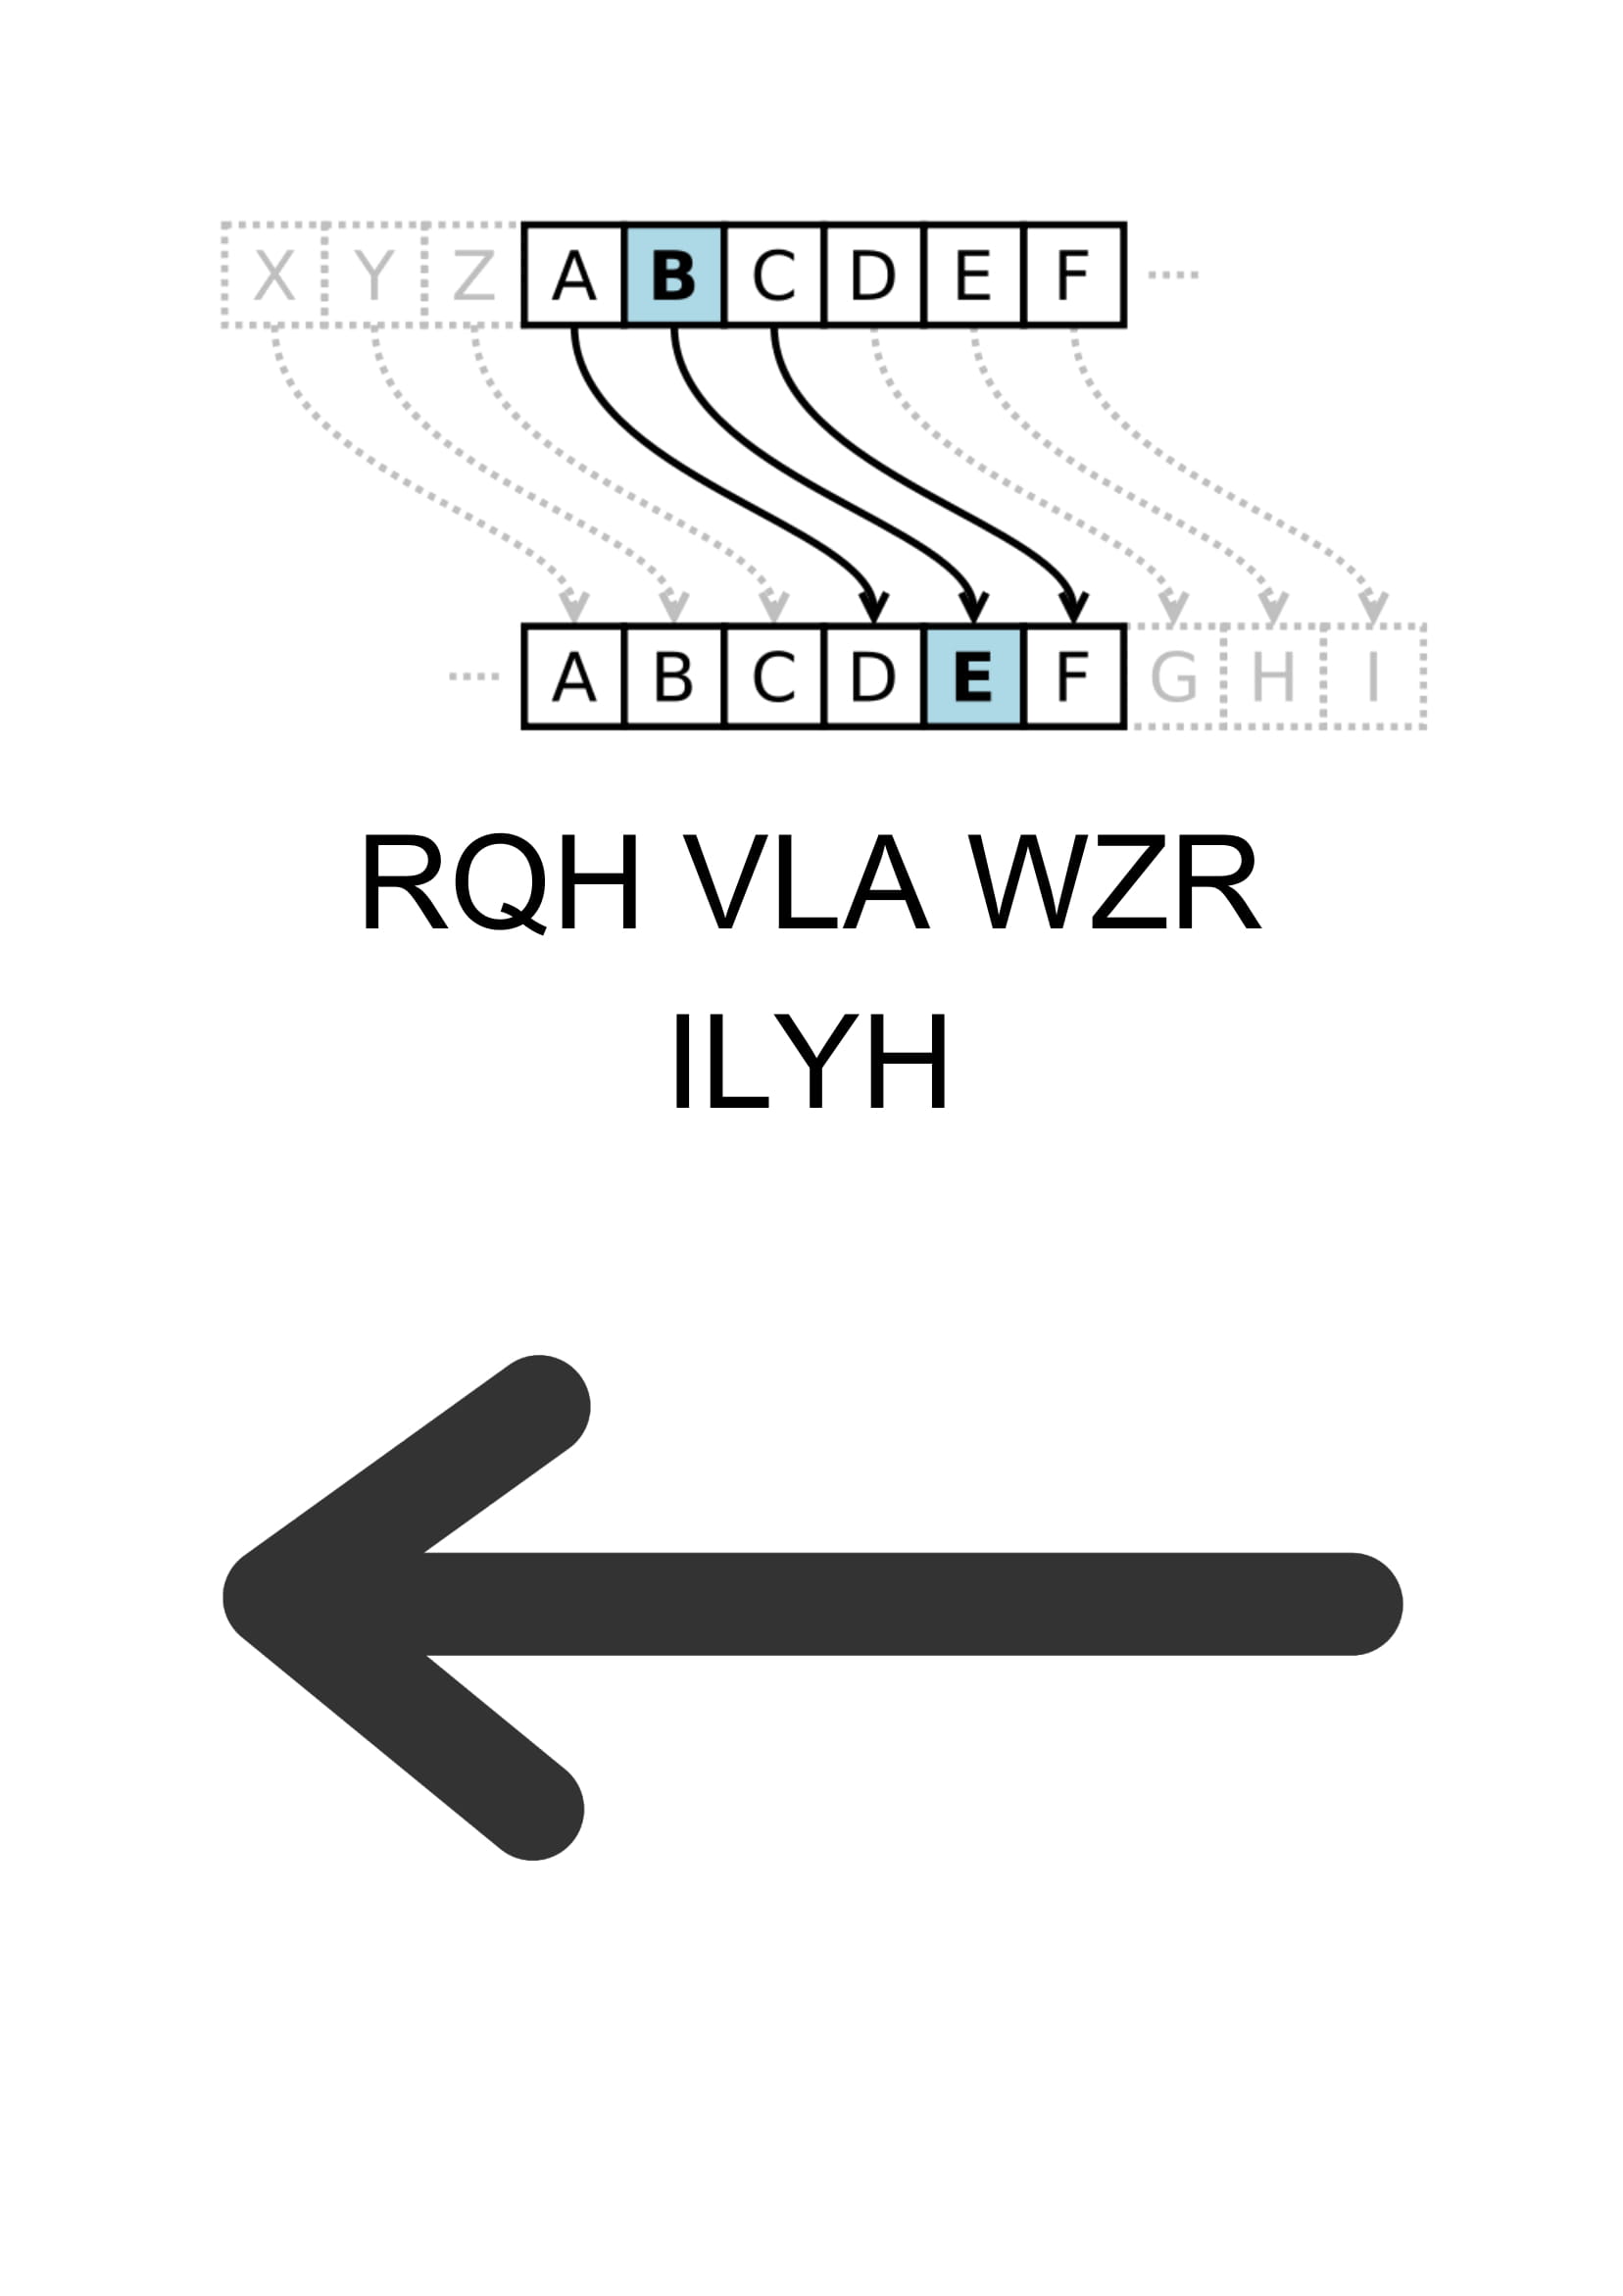 X Y Z A B C D E F
A B C D E F G H I
RQH VLA WZR
ILYH